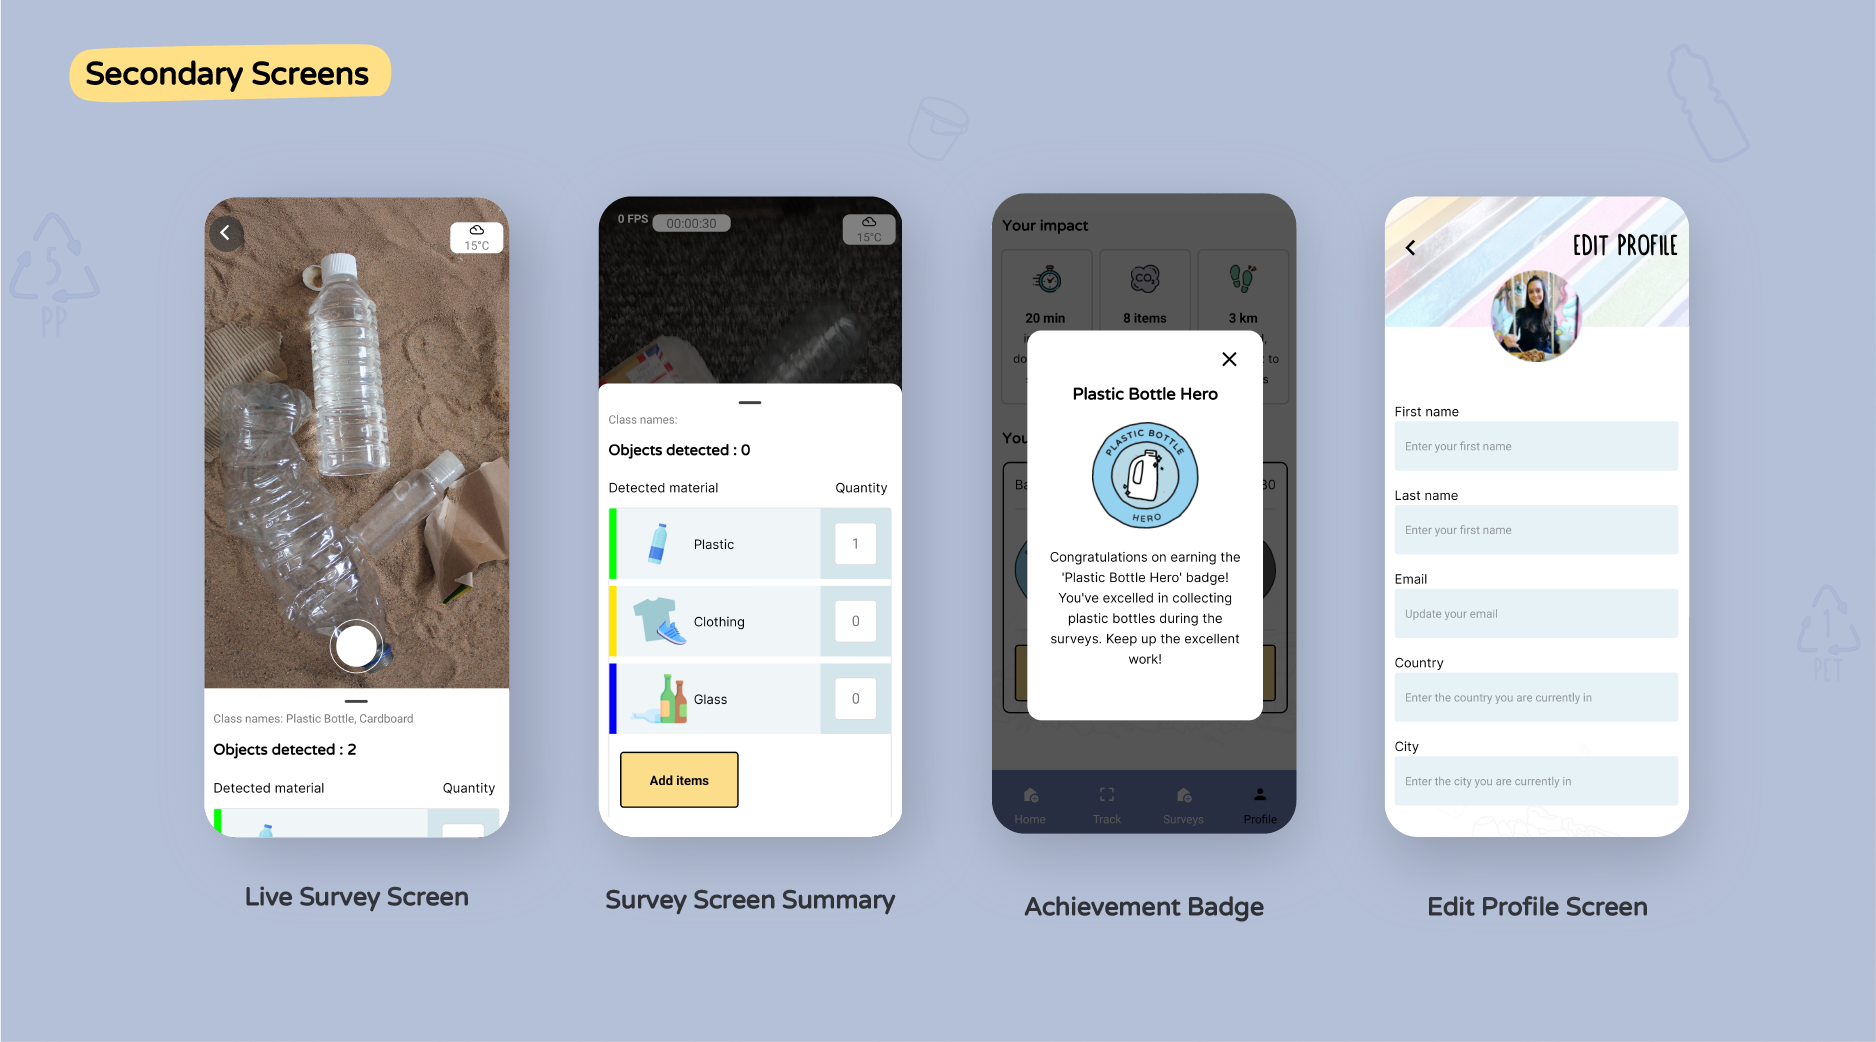 Secondary Screens
5
PP
1
PET
15°C
Class names: Plastic Bottle, Cardboard
Objects detected : 2
Detected material
Quantity
Live Survey Screen
0 FPS
00:00:30
15°C
Class names:
Objects detected : 0
Detected material
Quantity
Plastic
1
Clothing
0
Glass
0
Add items
Survey Screen Summary
Your impact
CO₂
20 min
8 items
3 km
to
You
Ba
30
Plastic Bottle Hero
PLASTIC BOTTLE
HERO
Congratulations on earning the
'Plastic Bottle Hero' badge!
You've excelled in collecting
plastic bottles during the
surveys. Keep up the excellent
work!
Home
Track
Surveys
Profile
Achievement Badge
EDIT PROFILE
First name
Enter your first name
Last name
Enter your first name
Email
Update your email
Country
Enter the country you are currently in
City
Enter the city you are currently in
Edit Profile Screen